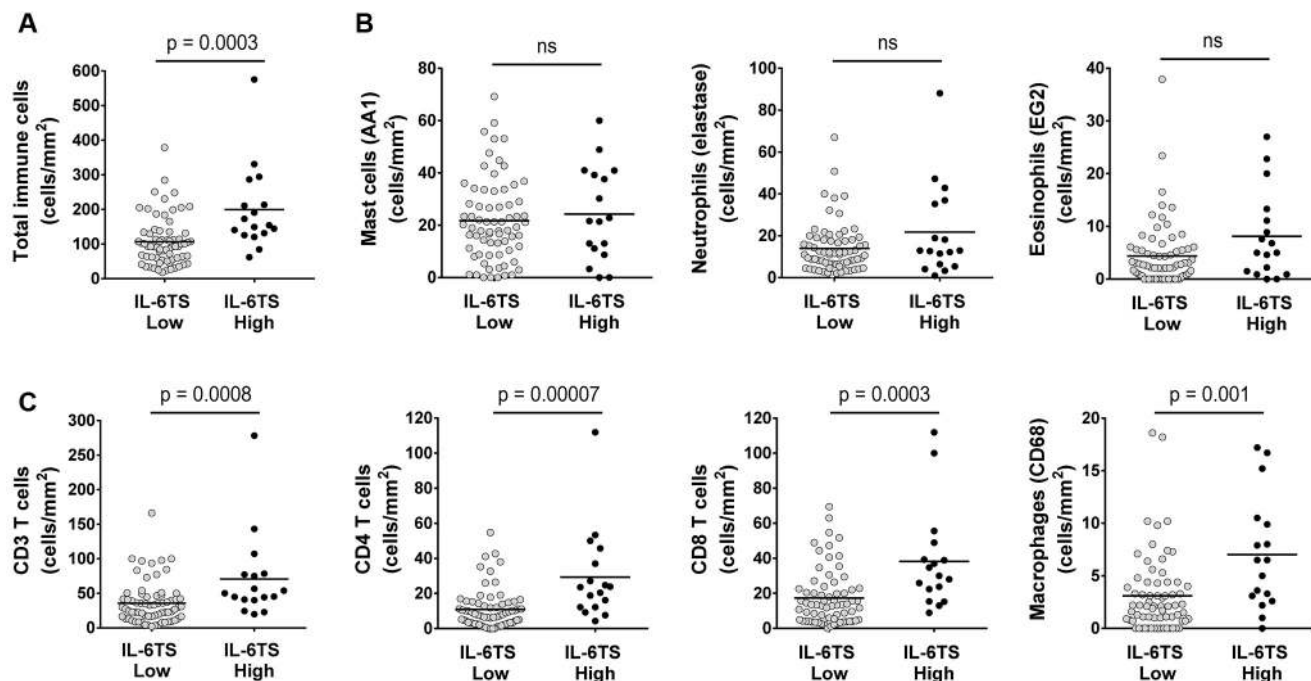 A
p = 0.0003
Total immune cells
(cells/mm²)
600
500
400
300
200
100
0
IL-6TS
Low
IL-6TS
High
B
ns
Mast cells (AA1)
(cells/mm²)
80
60
40
20
0
IL-6TS
Low
IL-6TS
High
ns
Neutrophils (elastase)
(cells/mm²)
100
80
60
40
20
0
IL-6TS
Low
IL-6TS
High
ns
Eosinophils (EG2)
(cells/mm²)
40
30
20
10
0
IL-6TS
Low
IL-6TS
High
C
p = 0.0008
CD3 T cells
(cells/mm²)
300
250
200
150
100
50
0
IL-6TS
Low
IL-6TS
High
p = 0.00007
CD4 T cells
(cells/mm²)
120
100
80
60
40
20
0
IL-6TS
Low
IL-6TS
High
p = 0.0003
CD8 T cells
(cells/mm²)
120
100
80
60
40
20
0
IL-6TS
Low
IL-6TS
High
p = 0.001
Macrophages (CD68)
(cells/mm²)
20
15
10
5
0
IL-6TS
Low
IL-6TS
High